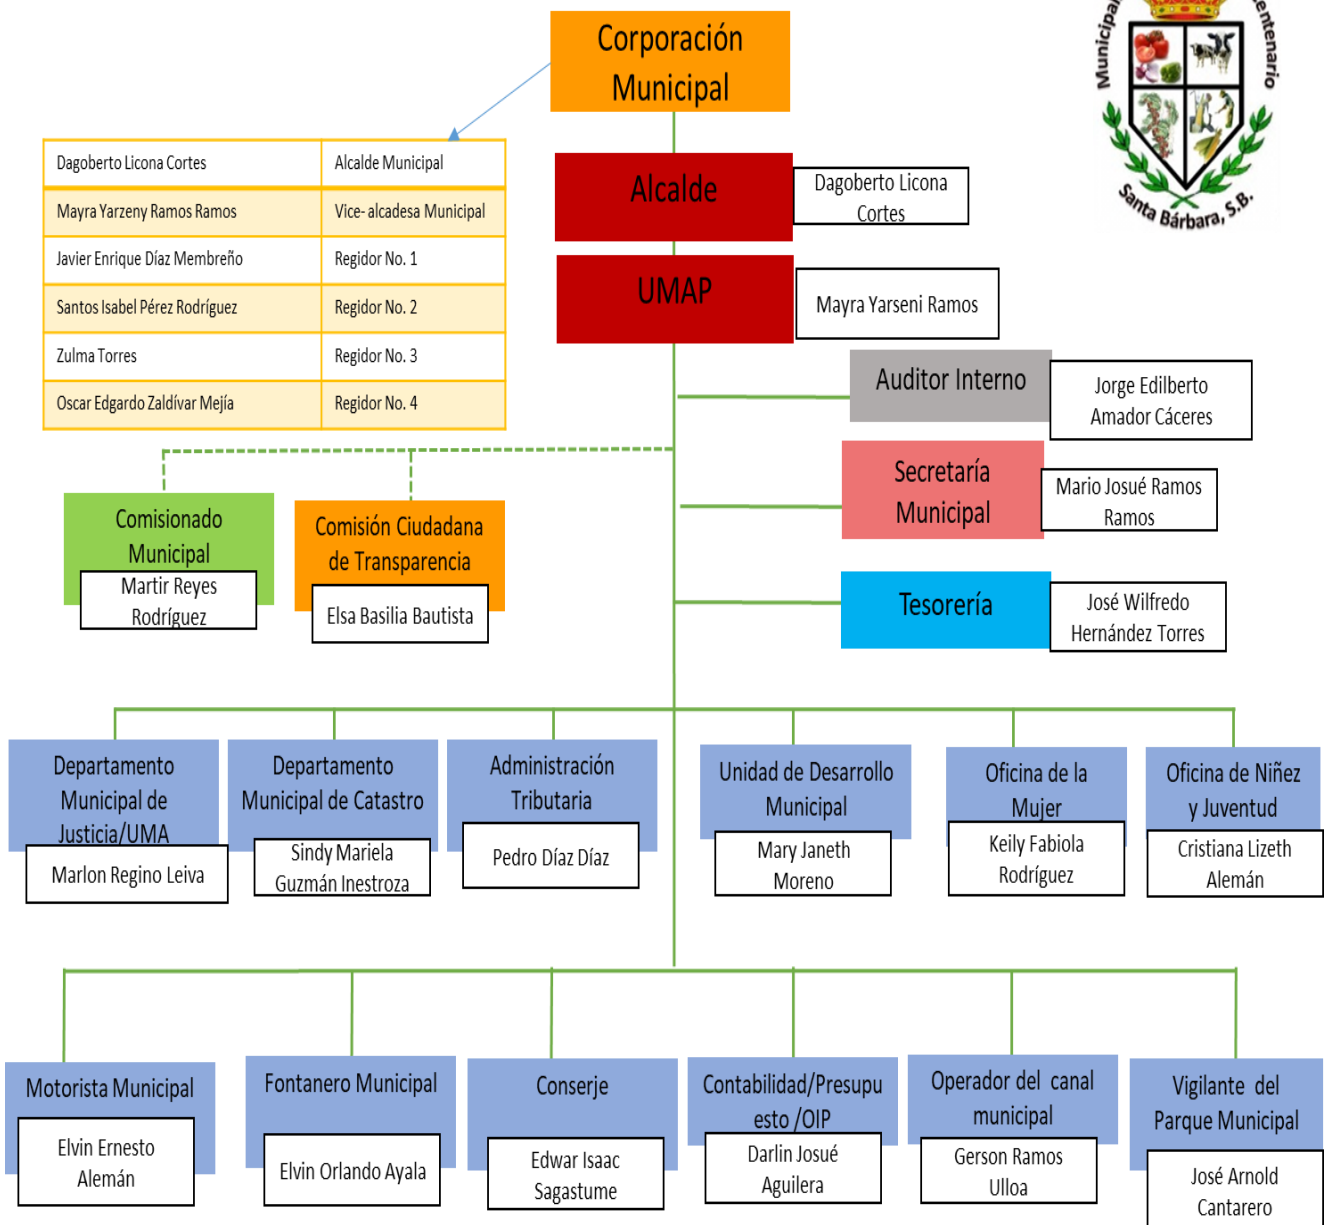 Corporación
Municipal
Municipal
entenario
Santa Bárbara, S.B.
Dagoberto Licona Cortes
Alcalde Municipal
Mayra Yarzeny Ramos Ramos
Vice- alcadesa Municipal
Javier Enrique Díaz Membreño
Regidor No. 1
Santos Isabel Pérez Rodríguez
Regidor No. 2
Zulma Torres
Regidor No. 3
Oscar Edgardo Zaldívar Mejía
Regidor No. 4
Alcalde
Dagoberto Licona
Cortes
UMAP
Mayra Yarseni Ramos
Auditor Interno
Jorge Edilberto
Amador Cáceres
Secretaría
Municipal
Mario Josué Ramos
Ramos
Tesorería
José Wilfredo
Hernández Torres
Comisionado
Municipal
Martir Reyes
Rodríguez
Comisión Ciudadana
de Transparencia
Elsa Basilia Bautista
Departamento
Municipal de
Justicia/UMA
Marlon Regino Leiva
Departamento
Municipal de Catastro
Sindy Mariela
Guzmán Inestroza
Administración
Tributaria
Pedro Díaz Díaz
Unidad de Desarrollo
Municipal
Mary Janeth
Moreno
Oficina de la
Mujer
Keily Fabiola
Rodríguez
Oficina de Niñez
y Juventud
Cristiana Lizeth
Alemán
Motorista Municipal
Elvin Ernesto
Alemán
Fontanero Municipal
Elvin Orlando Ayala
Conserje
Edwar Isaac
Sagastume
Contabilidad/Presupu
esto /OIP
Darlin Josué
Aguilera
Operador del canal
municipal
Gerson Ramos
Ulloa
Vigilante del
Parque Municipal
José Arnold
Cantarero